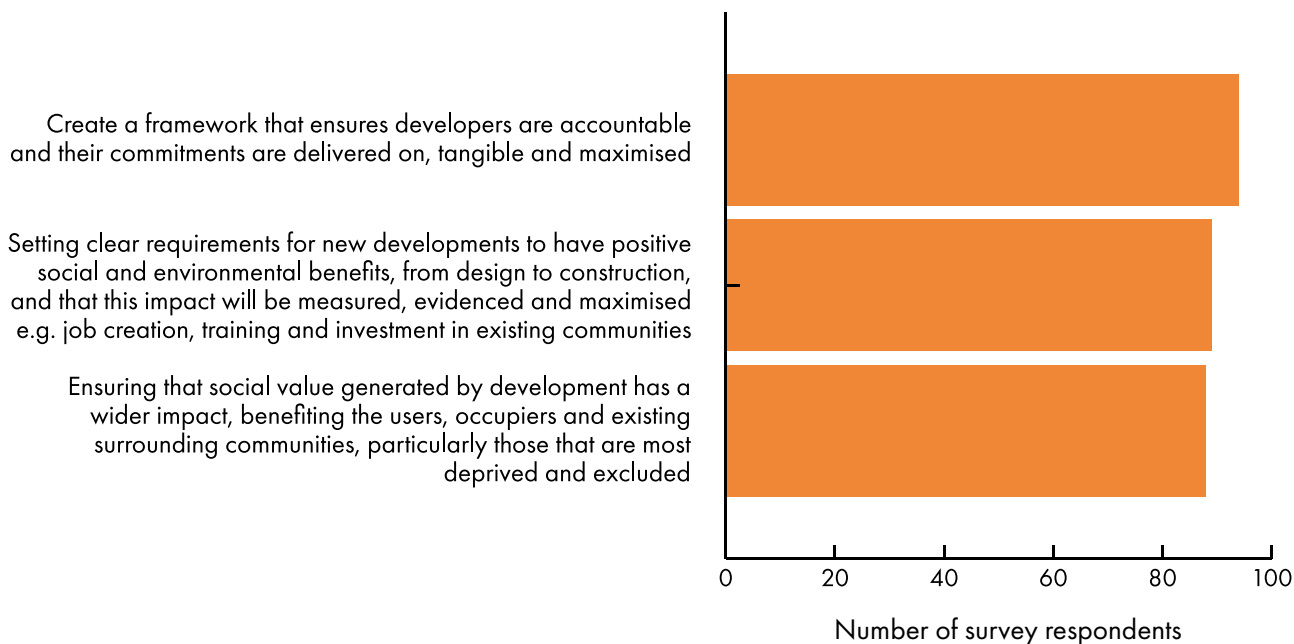 Create a framework that ensures developers are accountable
and their commitments are delivered on, tangible and maximised
Setting clear requirements for new developments to have positive
social and environmental benefits, from design to construction,
and that this impact will be measured, evidenced and maximised
e.g. job creation, training and investment in existing communities
Ensuring that social value generated by development has a
wider impact, benefiting the users, occupiers and existing
surrounding communities, particularly those that are most
deprived and excluded
0 20 40 60 80 100
Number of survey respondents